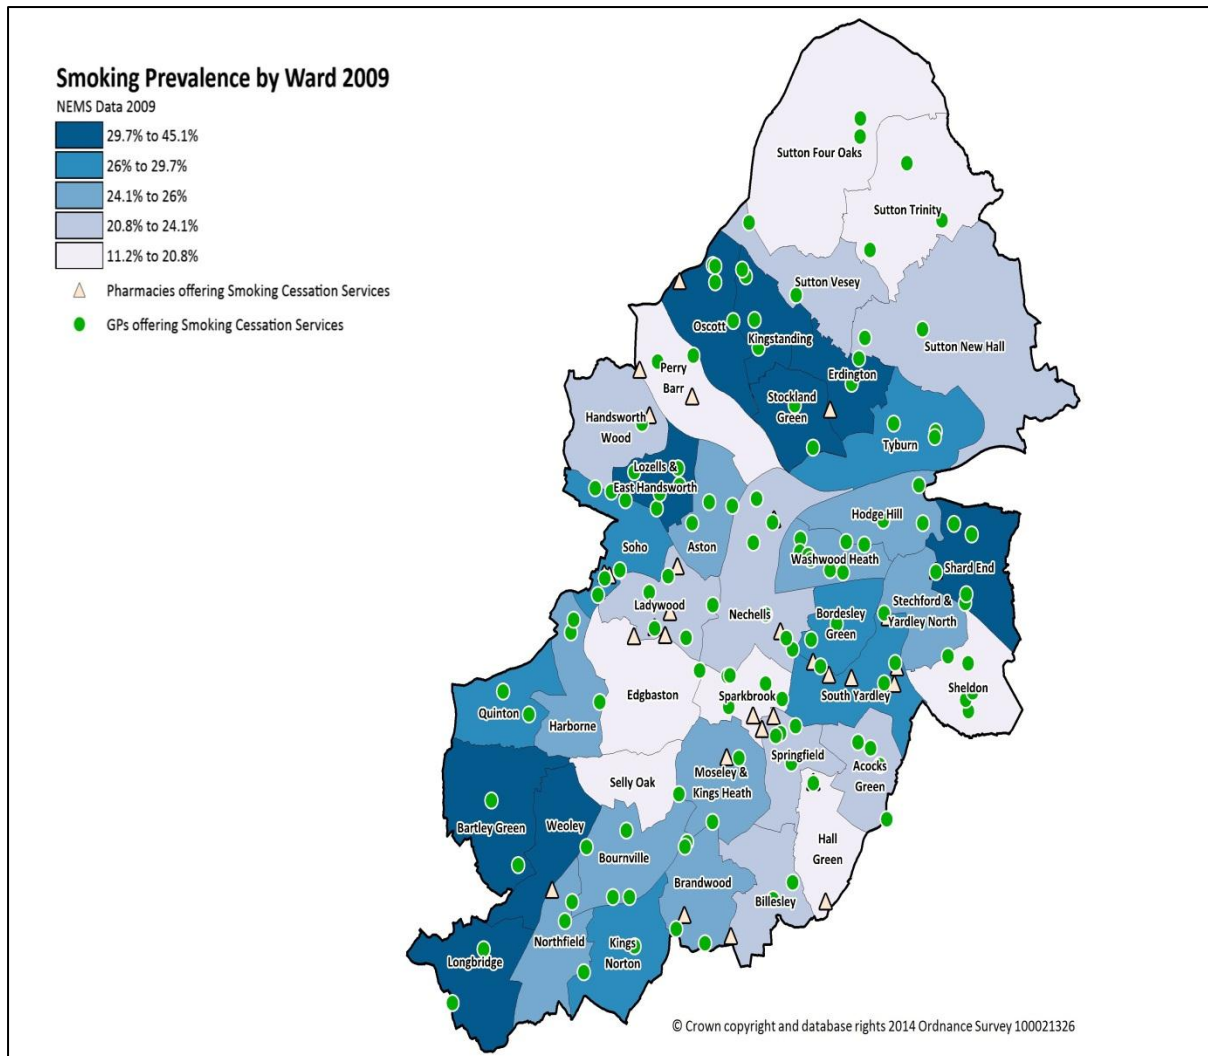 Smoking Prevalence by Ward 2009
NEMS Data 2009
29.7% to 45.1%
26% to 29.7%
24.1% to 26%
20.8% to 24.1%
11.2% to 20.8%
Pharmacies offering Smoking Cessation Services
GPs offering Smoking Cessation Services
Sutton Four Oaks
Sutton Trinity
Sutton Vesey
Sutton New Hall
Oscott
Kingstanding
Erdington
Perry
Barr
Stockland
Green
Handsworth
Wood
Tyburn
Lozells &
East Handsworth
Hodge Hill
Soho
Aston
Washwood Heath
Shard End
Ladywood
Nechells
Bordesley
Green
Stechford &
Yardley North
Edgbaston
Sparkbrook
South Yardley
Sheldon
Quinton
Harborne
Springfield
Acocks
Green
Selly Oak
Moseley &
Kings Heath
Bartley Green
Weoley
Bournville
Hall
Green
Brandwood
Billesley
Longbridge
Northfield
Kings
Norton
© Crown copyright and database rights 2014 Ordnance Survey 100021326